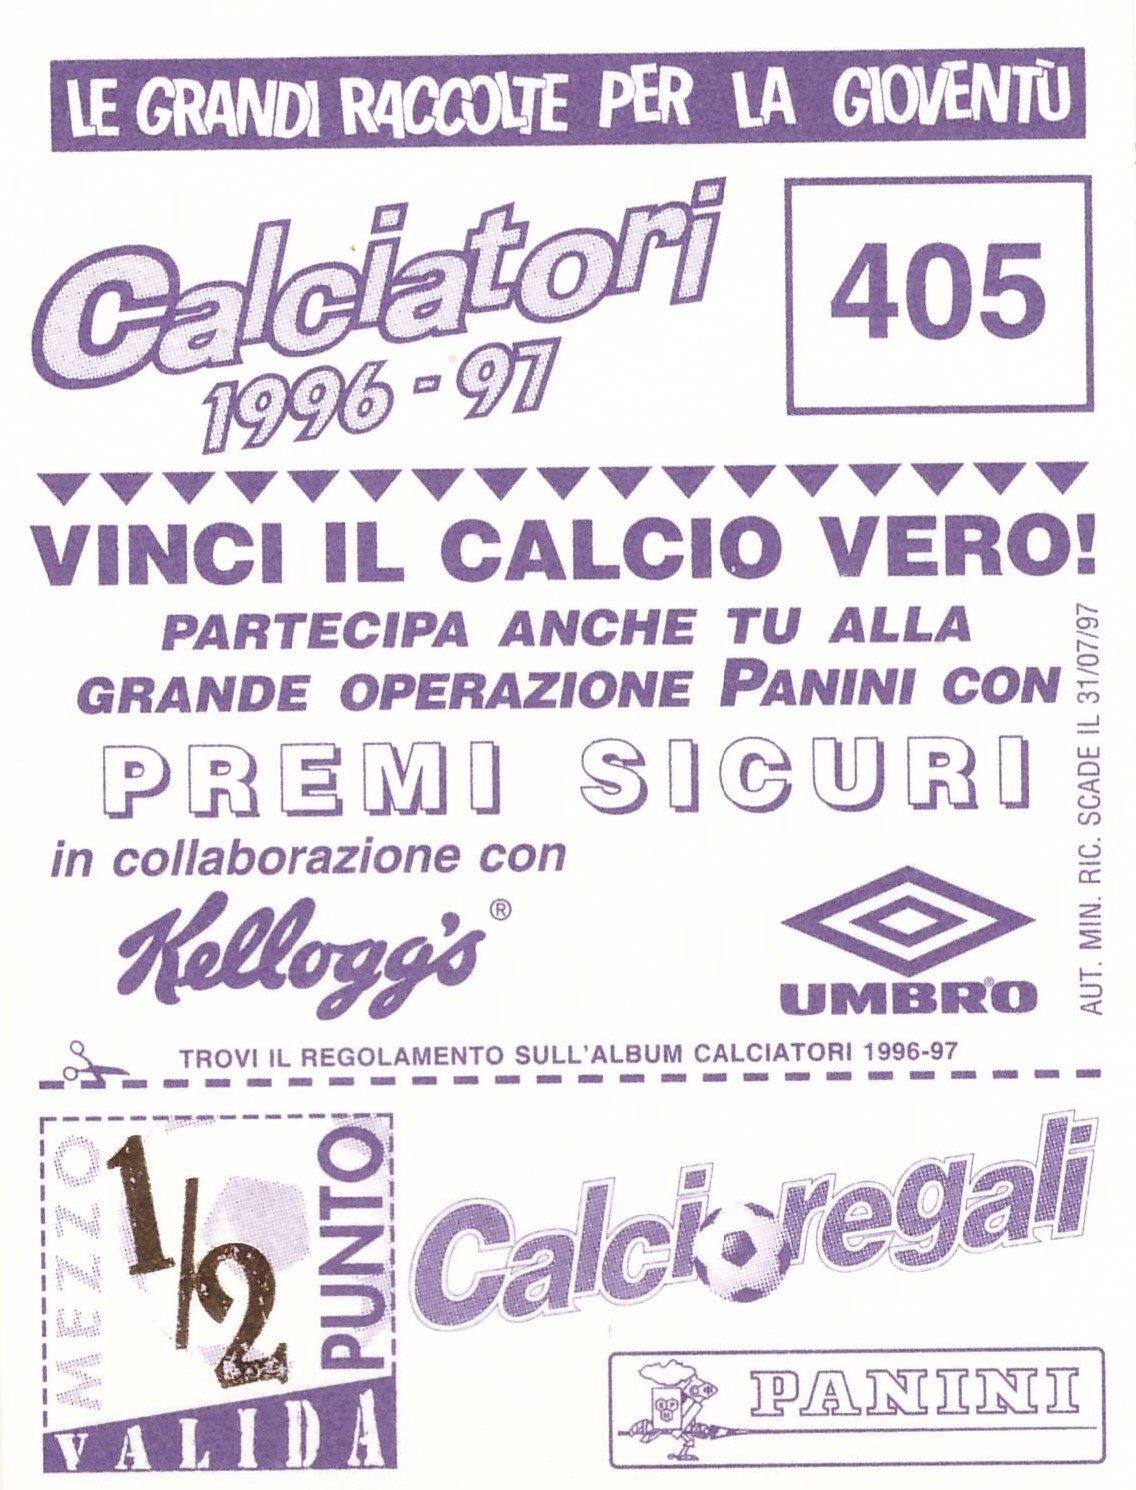 LE GRANDI RACCOLTE PER LA GIOVENTÙ
Calciatori
1996-97
405
VINCI IL CALCIO VERO!
PARTECIPA ANCHE TU ALLA
GRANDE OPERAZIONE PANINI CON
PREMI SICURI
in collaborazione con
Kellogg's®
UMBRO®
AUT. MIN. RIC. SCADE IL 31/07/97
TROVI IL REGOLAMENTO SULL'ALBUM CALCIATORI 1996-97
MEZZO
1/2
PUNTO
VALIDA
Calcioregali
PANINI